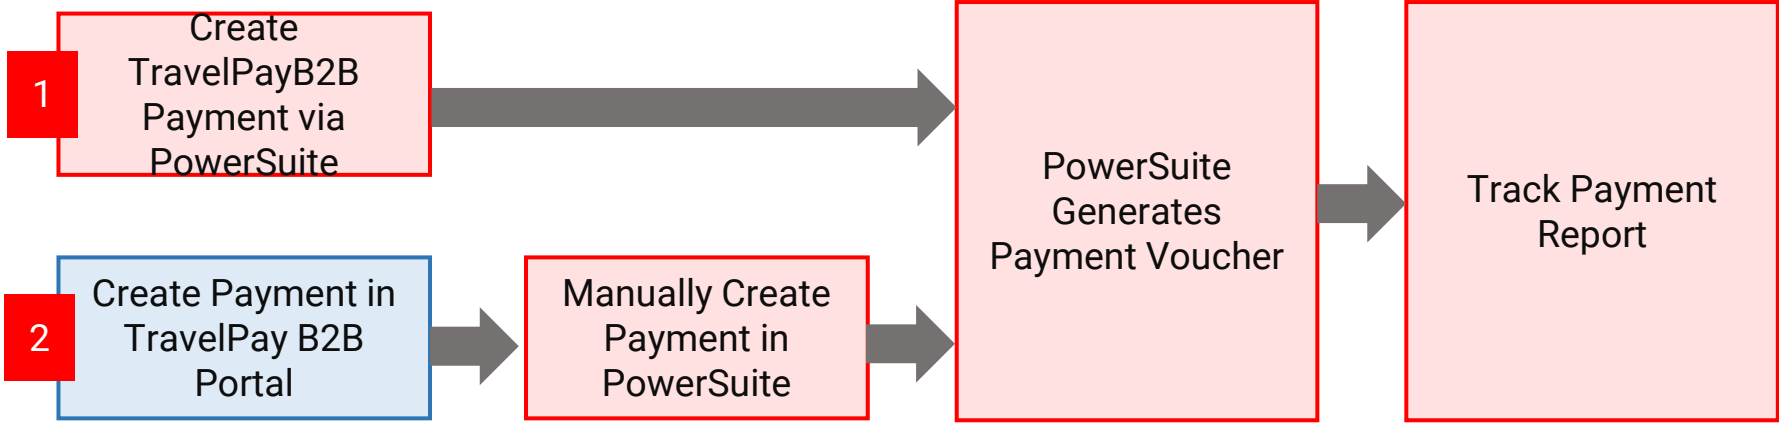 1
Create
TravelPayB2B
Payment via
PowerSuite
2
Create Payment in
TravelPay B2B
Portal
Manually Create
Payment in
PowerSuite
PowerSuite
Generates
Payment Voucher
Track Payment
Report